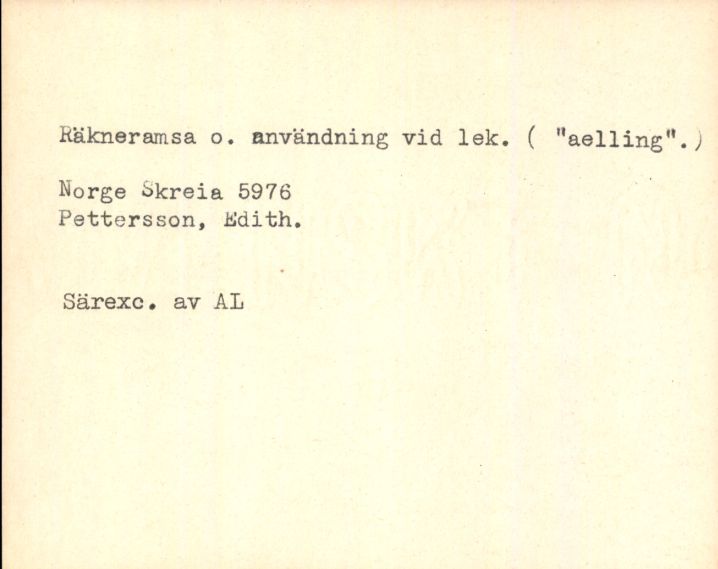 Räkneramsa o. användning vid lek. ( "aelling".)
Norge Skreia 5976
Pettersson, Edith.
Särexc. av AL